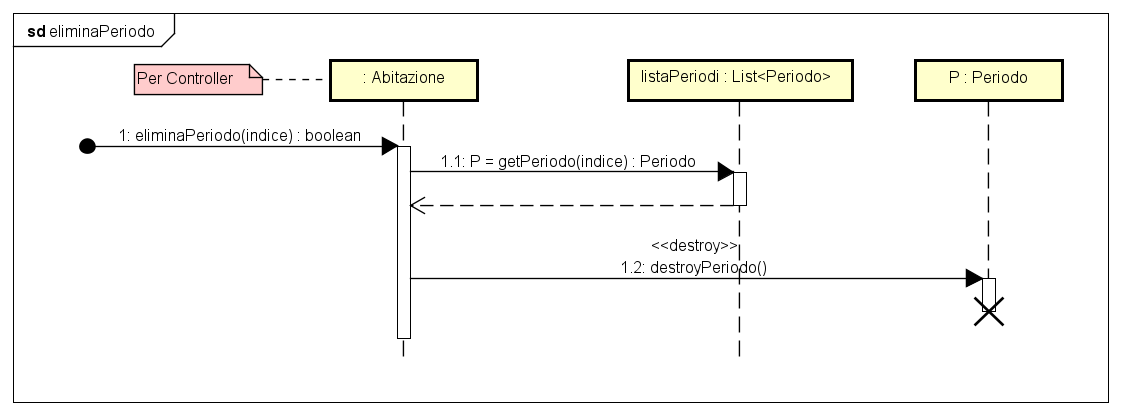 sd eliminaPeriodo
Per Controller
: Abitazione
listaPeriodi : List<Periodo>
P : Periodo
1: eliminaPeriodo(indice) : boolean
1.1: P = getPeriodo(indice) : Periodo
<<destroy>>
1.2: destroyPeriodo()